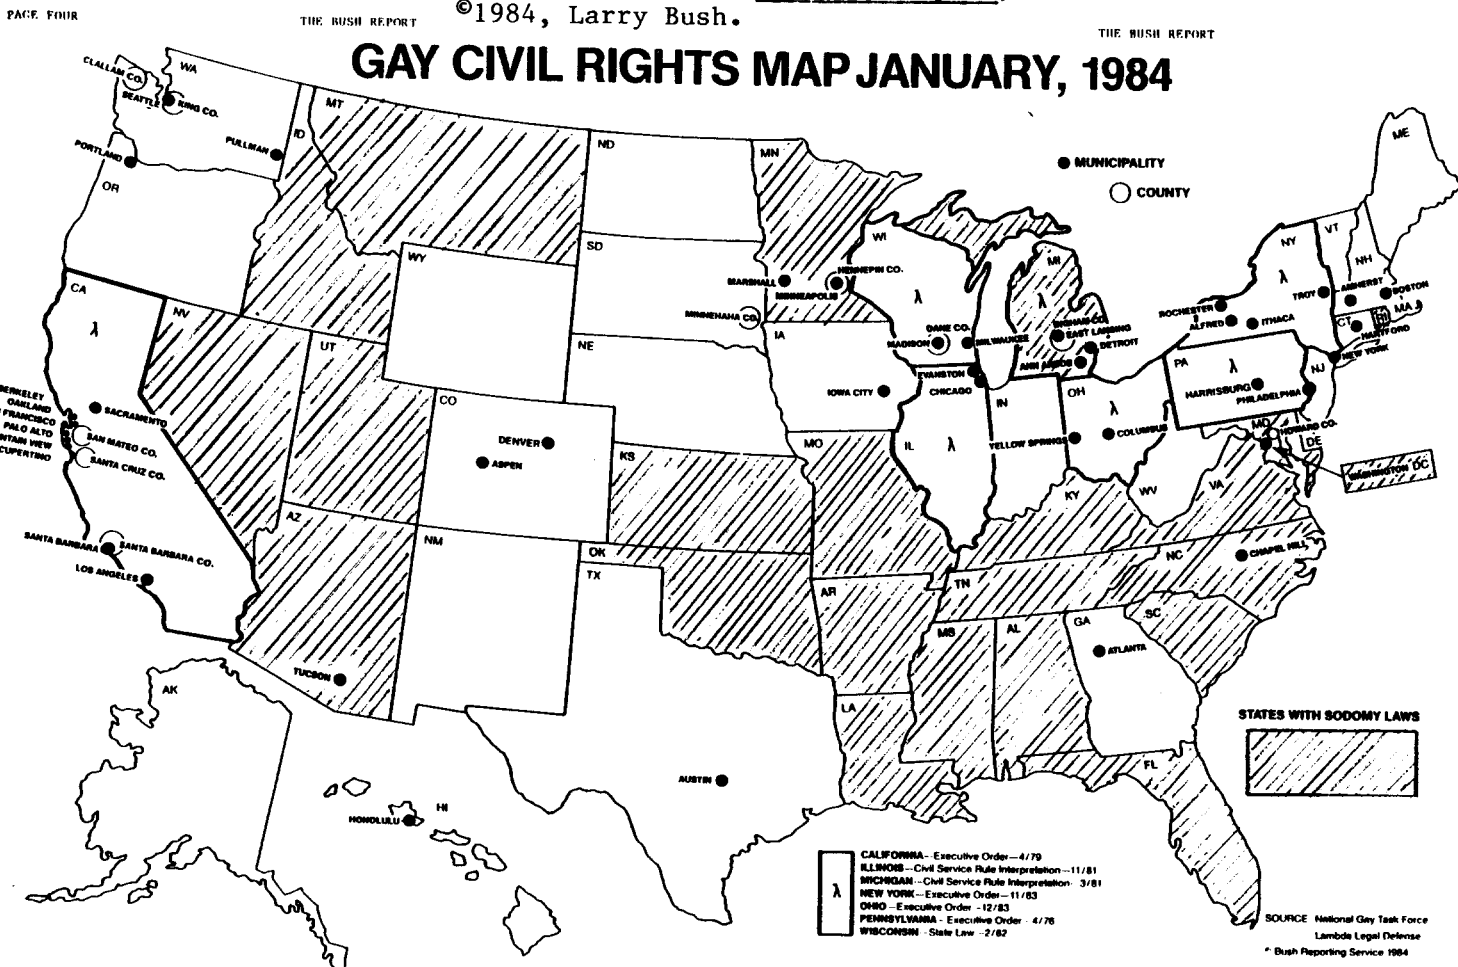 PAGE FOUR
©1984, Larry Bush.
THE BUSH REPORT
THE BUSH REPORT
GAY CIVIL RIGHTS MAP JANUARY, 1984
MUNICIPALITY
COUNTY
CLALLAM CO.
WA
SEATTLE
KING CO.
PULLMAN
PORTLAND
OR
ID
MT
ND
MN
SD
WY
MARSHALL
HENNEPIN CO.
MINNEAPOLIS
MINNEHAHA CO.
WI
λ
DANE CO.
MADISON
MILWAUKEE
MI
λ
INGHAM CO.
EAST LANSING
DETROIT
ANN ARBOR
NY
λ
VT
NH
ME
ROCHESTER
ALFRED
ITHACA
TROY
AMHERST
BOSTON
MA
CT
RI
HARTFORD
NEW YORK
CA
λ
NV
UT
NE
IA
IOWA CITY
EVANSTON
CHICAGO
IL
λ
IN
OH
λ
YELLOW SPRINGS
COLUMBUS
PA
λ
HARRISBURG
PHILADELPHIA
NJ
MD
HOWARD CO.
DE
WASHINGTON DC
BERKELEY
OAKLAND
FRANCISCO
PALO ALTO
NTAIN VIEW
CUPERTINO
SACRAMENTO
SAN MATEO CO.
SANTA CRUZ CO.
SANTA BARBARA
SANTA BARBARA CO.
LOS ANGELES
CO
DENVER
ASPEN
KS
MO
KY
WV
VA
AZ
TUCSON
NM
OK
TX
AUSTIN
AR
TN
NC
CHAPEL HILL
SC
MS
AL
GA
ATLANTA
LA
FL
AK
HI
HONOLULU
STATES WITH SODOMY LAWS
λ
CALIFORNIA--Executive Order--4/79
ILLINOIS--Civil Service Rule Interpretation--11/81
MICHIGAN--Civil Service Rule Interpretation- 3/81
NEW YORK--Executive Order--11/83
OHIO--Executive Order -12/83
PENNSYLVANIA - Executive Order - 4/76
WISCONSIN - State Law -2/82
SOURCE National Gay Task Force
Lambda Legal Defense
Bush Reporting Service 1984